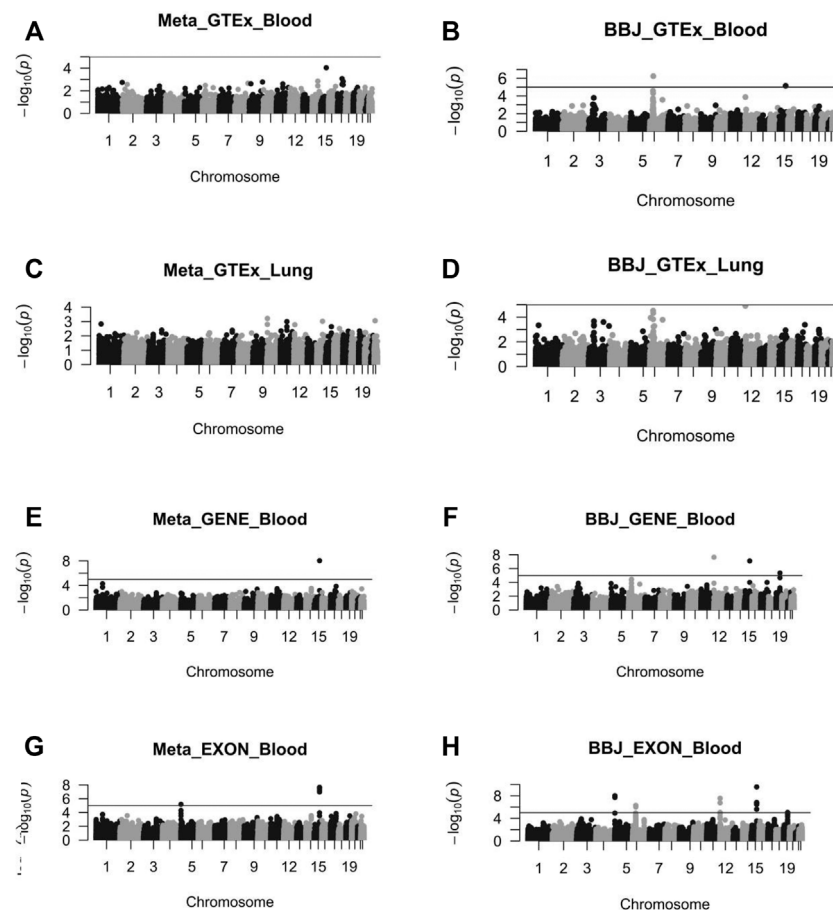 A
Meta_GTEx_Blood
−log10(p)
4
2
0
1 2 3 5 7 9 12 15 19
Chromosome
B
BBJ_GTEx_Blood
−log10(p)
6
4
2
0
1 2 3 5 7 9 12 15 19
Chromosome
C
Meta_GTEx_Lung
−log10(p)
4
3
2
1
0
1 2 3 5 7 9 12 15 19
Chromosome
D
BBJ_GTEx_Lung
−log10(p)
4
2
0
1 2 3 5 7 9 12 15 19
Chromosome
E
Meta_GENE_Blood
−log10(p)
8
4
2
0
1 2 3 5 7 9 12 15 19
Chromosome
F
BBJ_GENE_Blood
−log10(p)
8
6
4
2
0
1 2 3 5 7 9 12 15 19
Chromosome
G
Meta_EXON_Blood
log10(p)
8
6
4
2
0
1 2 3 5 7 9 12 15 19
Chromosome
H
BBJ_EXON_Blood
−log10(p)
8
4
2
0
1 2 3 5 7 9 12 15 19
Chromosome